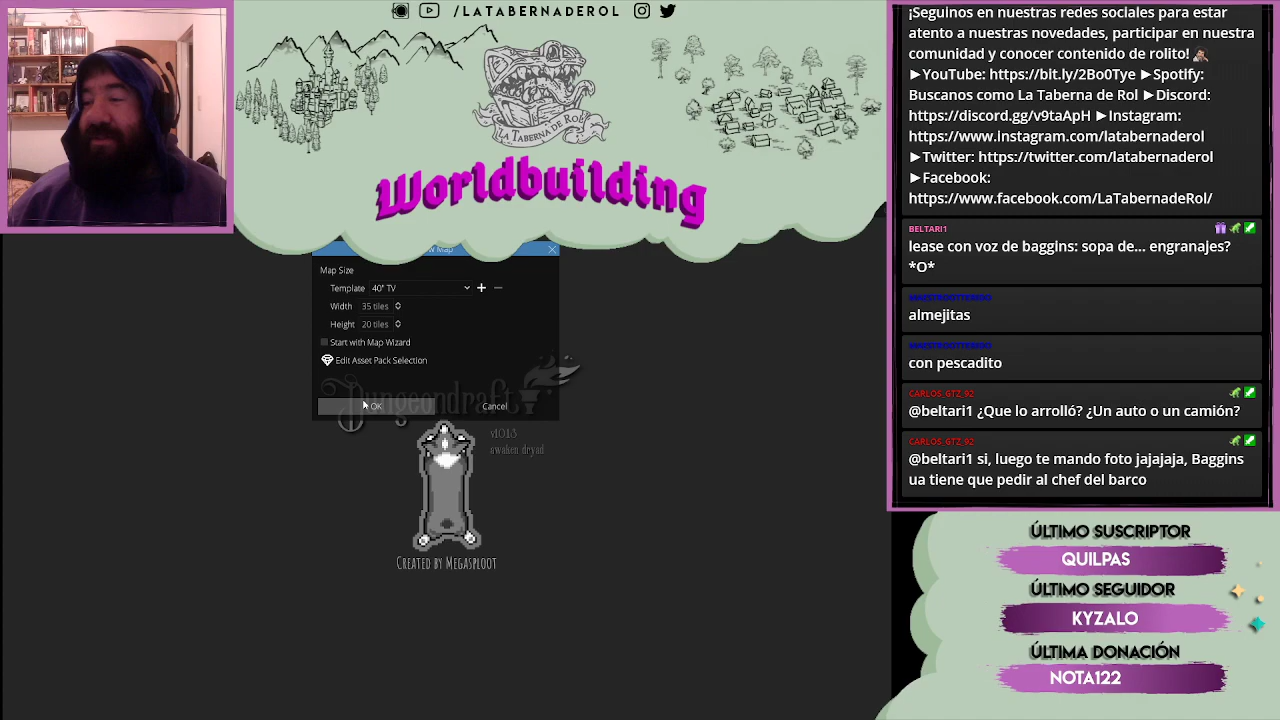 /LATABERNADEROL
LA TABERNA DE ROL
Worldbuilding
Map Size
Template 40" TV
Width 35 tiles
Height 20 tiles
Start with Map Wizard
Edit Asset Pack Selection
OK Cancel
Dungeondraft
awaken dryad
CREATED BY MEGASPLOOT
¡Seguinos en nuestras redes sociales para estar
atento a nuestras novedades, participar en nuestra
comunidad y conocer contenido de rolito!
►YouTube: https://bit.ly/2Bo0Tye ►Spotify:
Buscanos como La Taberna de Rol ►Discord:
https://discord.gg/v9taApH ►Instagram:
https://www.instagram.com/latabernaderol
►Twitter: https://twitter.com/latabernaderol
►Facebook:
https://www.facebook.com/LaTabernadeRol/
BELTARI1
lease con voz de baggins: sopa de... engranajes?
*O*
almejitas
con pescadito
CARLOS_GTZ_92
@beltari1 ¿Que lo arrolló? ¿Un auto o un camión?
CARLOS_GTZ_92
@beltari1 si, luego te mando foto jajajaja, Baggins
ua tiene que pedir al chef del barco
ÚLTIMO SUSCRIPTOR
QUILPAS
ÚLTIMO SEGUIDOR
KYZALO
ÚLTIMA DONACIÓN
NOTA122